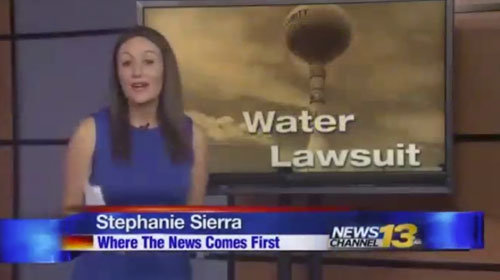 Water
Lawsuit
Stephanie Sierra
Where The News Comes First
NEWS
CHANNEL 13